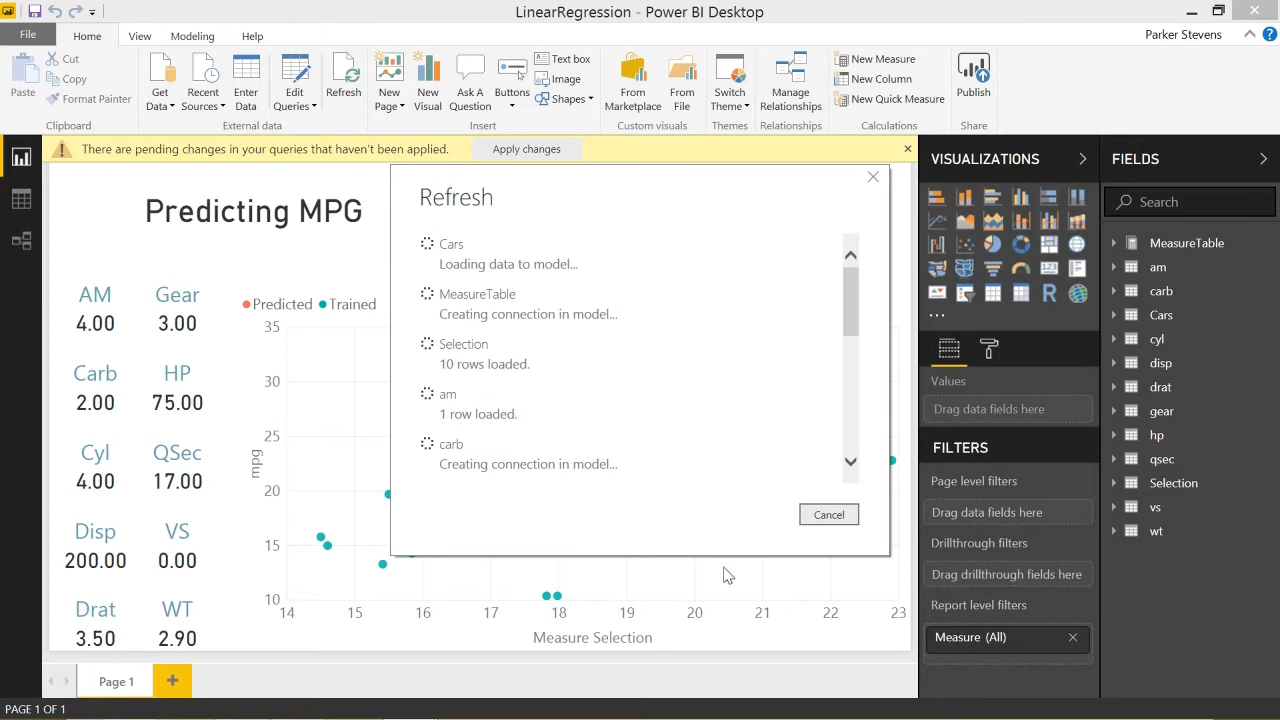 LinearRegression - Power BI Desktop
File
Home
View
Modeling
Help
Parker Stevens
Paste
Cut
Copy
Format Painter
Clipboard
Get Data
Recent Sources
Enter Data
Edit Queries
Refresh
External data
New Page
New Visual
Ask A Question
Buttons
Text box
Image
Shapes
Insert
From Marketplace
From File
Custom visuals
Switch Theme
Themes
Manage Relationships
Relationships
New Measure
New Column
New Quick Measure
Calculations
Publish
Share
There are pending changes in your queries that haven't been applied.
Apply changes
Predicting MPG
AM
Gear
4.00
3.00
Carb
HP
2.00
75.00
Cyl
QSec
4.00
17.00
Disp
VS
200.00
0.00
Drat
WT
3.50
2.90
Predicted
Trained
35
30
25
20
15
10
mpg
14 15 16 17 18 19 20 21 22 23
Measure Selection
Refresh
Cars
Loading data to model...
MeasureTable
Creating connection in model...
Selection
10 rows loaded.
am
1 row loaded.
carb
Creating connection in model...
Cancel
VISUALIZATIONS
123
R
Values
Drag data fields here
FILTERS
Page level filters
Drag data fields here
Drillthrough filters
Drag drillthrough fields here
Report level filters
Measure (All)
FIELDS
Search
MeasureTable
am
carb
Cars
cyl
disp
drat
gear
hp
qsec
Selection
vs
wt
Page 1
PAGE 1 OF 1